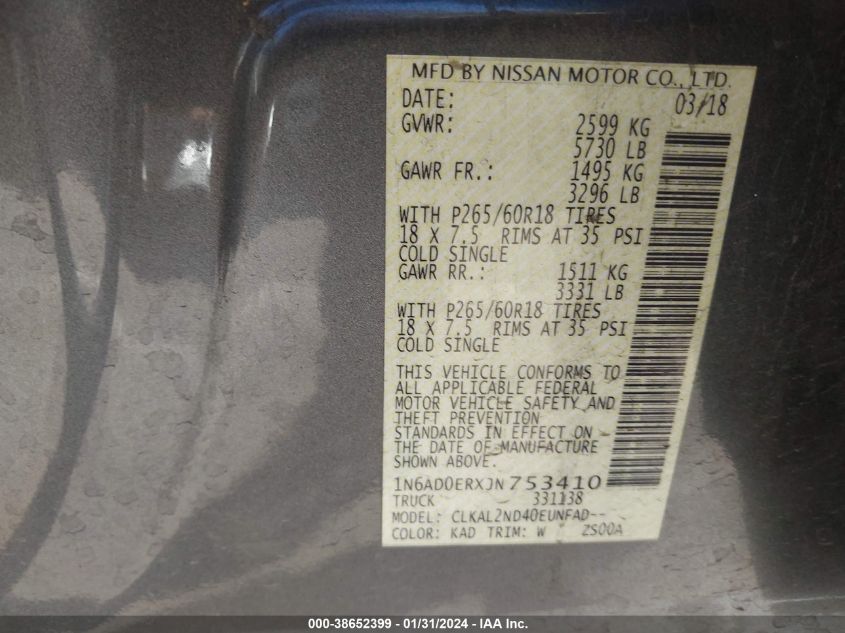 MFD BY NISSAN MOTOR CO., LTD.
DATE: 03/18
GVWR: 2599 KG
5730 LB
GAWR FR.: 1495 KG
3296 LB
WITH P265/60R18 TIRES
18 X 7.5 RIMS AT 35 PSI
COLD SINGLE
GAWR RR.: 1511 KG
3331 LB
WITH P265/60R18 TIRES
18 X 7.5 RIMS AT 35 PSI
COLD SINGLE
THIS VEHICLE CONFORMS TO
ALL APPLICABLE FEDERAL
MOTOR VEHICLE SAFETY AND
THEFT PREVENTION
STANDARDS IN EFFECT ON
THE DATE OF MANUFACTURE
SHOWN ABOVE.
1N6AD0ERXJN753410
TRUCK 331138
MODEL: CLKAL2ND40EUNFAD--
COLOR: KAD TRIM: W ZS00A
000-38652399 - 01/31/2024 - IAA Inc.